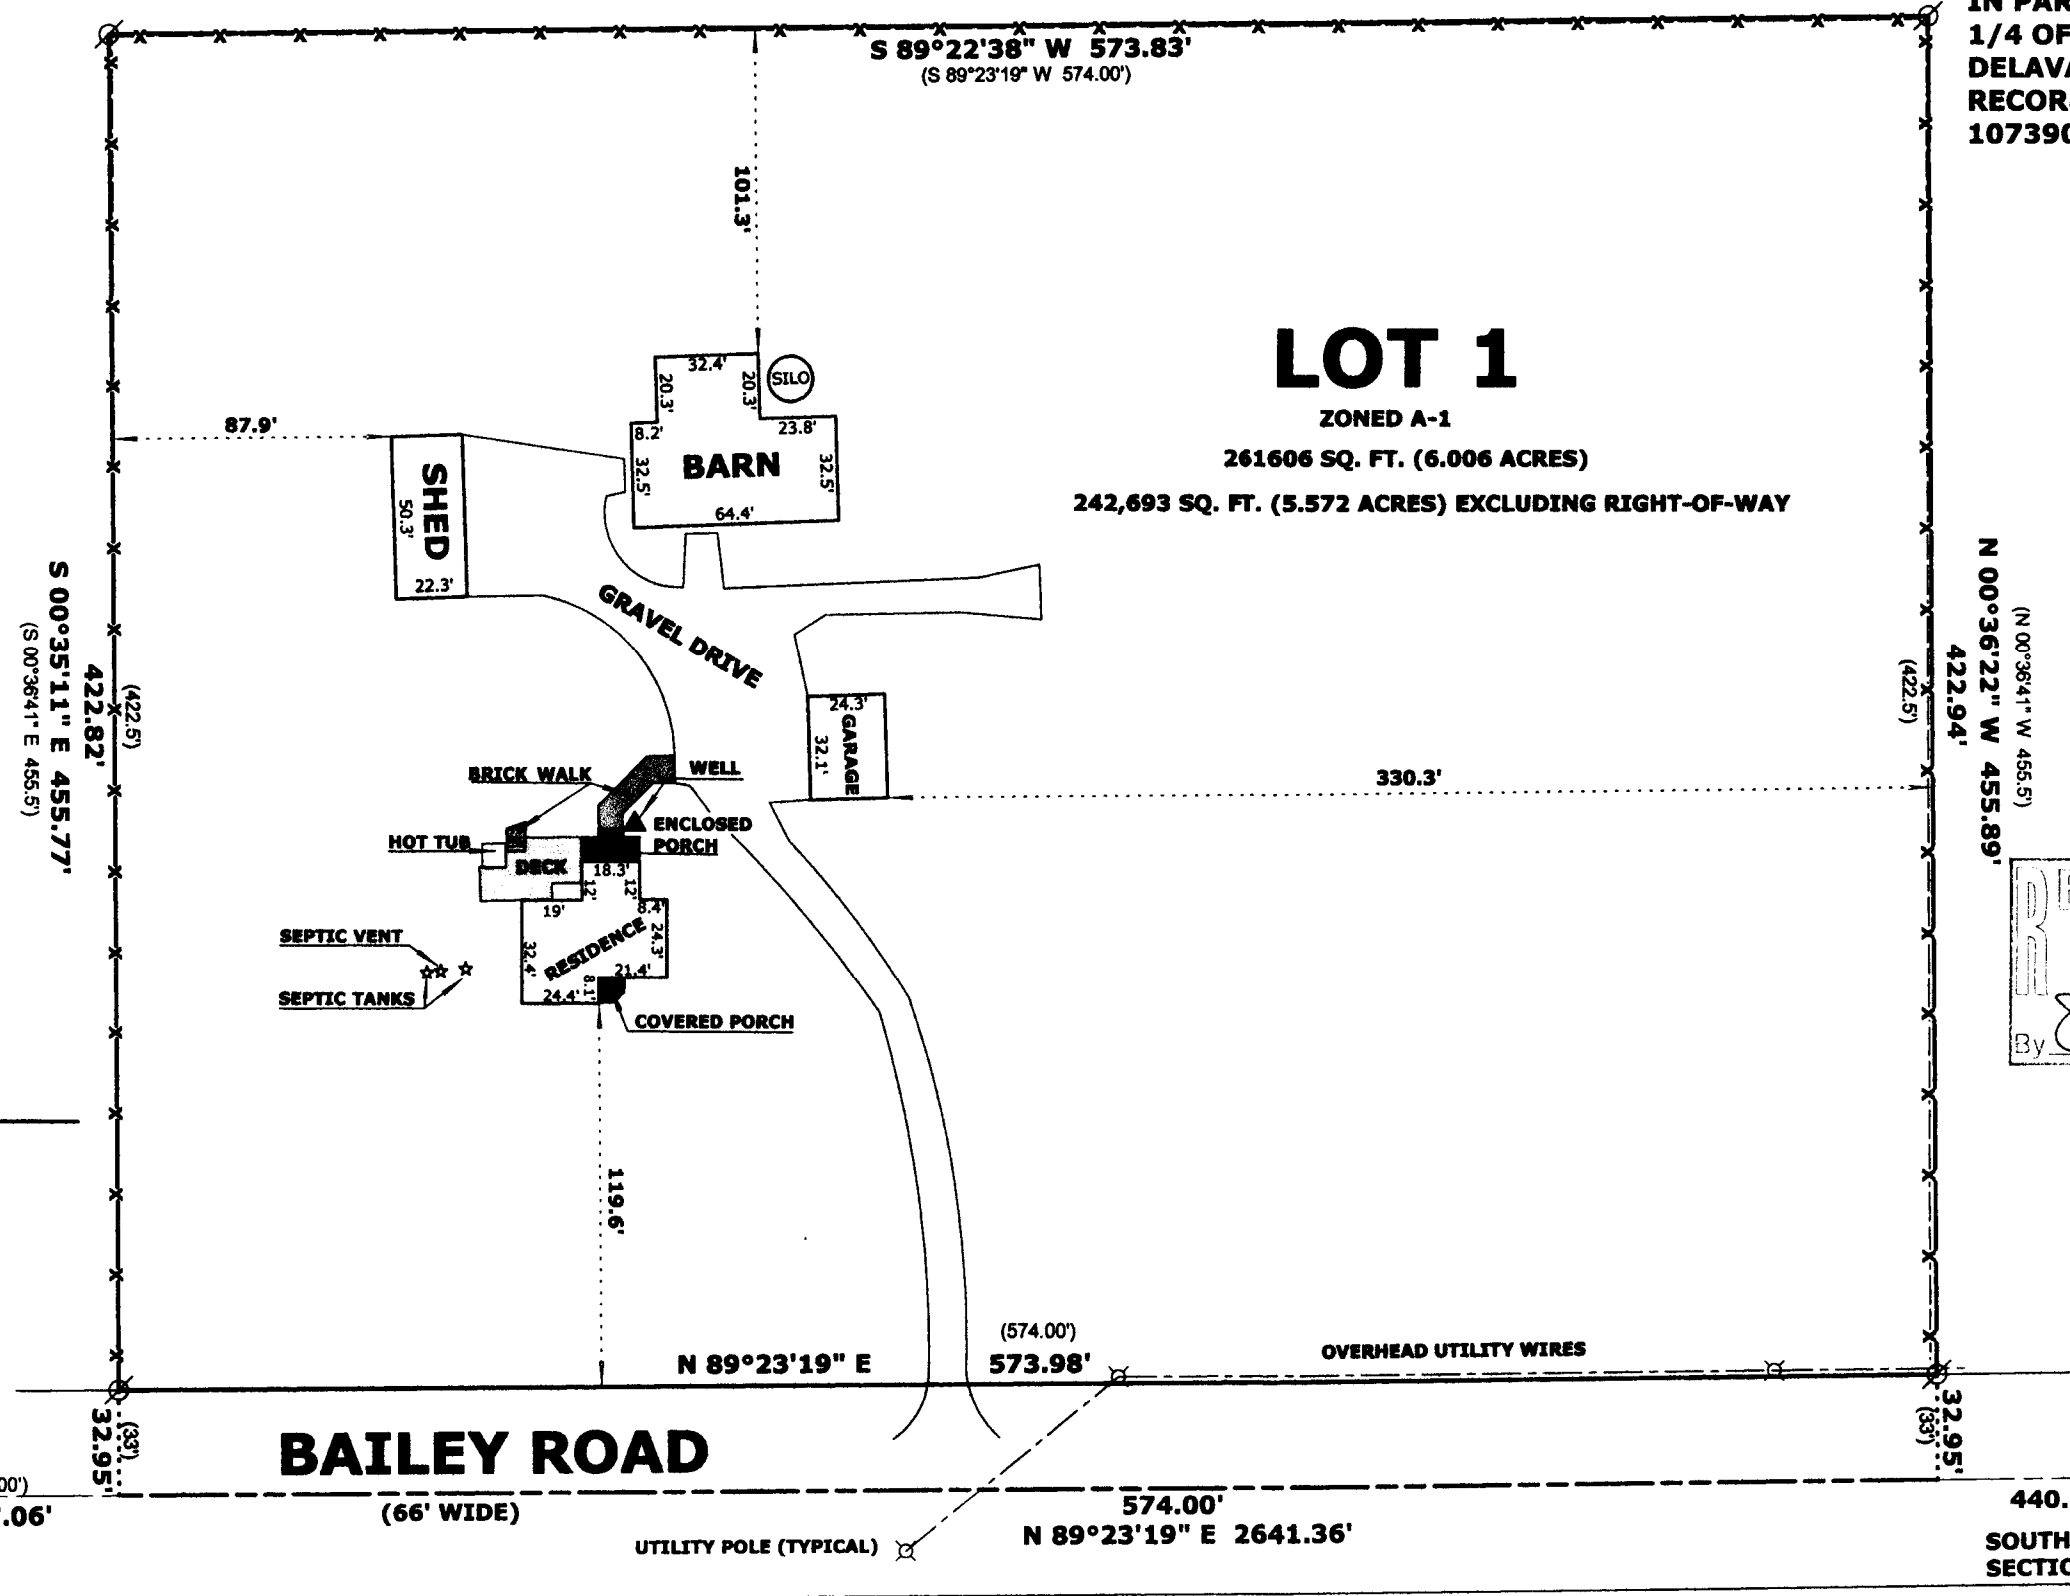 IN PAR
1/4 OF
DELAVA
RECOR
107390
S 89°22'38" W 573.83'
(S 89°23'19" W 574.00')
101.3'
LOT 1
ZONED A-1
261606 SQ. FT. (6.006 ACRES)
242,693 SQ. FT. (5.572 ACRES) EXCLUDING RIGHT-OF-WAY
32.4'
20.3'
20.3'
SILO
87.9'
8.2'
23.8'
BARN
32.5'
32.5'
64.4'
SHED
50.3'
22.3'
GRAVEL DRIVE
S 00°35'11" E 455.77'
(S 00°36'41" E 455.5')
422.82'
(422.5')
N 00°36'22" W 455.89'
(N 00°36'41" W 455.5')
422.94'
(422.5')
24.3'
GARAGE
32.1'
330.3'
BRICK WALK
WELL
HOT TUB
ENCLOSED
PORCH
DECK
18.3'
12'
12'
19'
8.4'
RESIDENCE
32.4'
24.3'
21.4'
8.1'
24.4'
SEPTIC VENT
SEPTIC TANKS
COVERED PORCH
119.6'
By
(574.00')
N 89°23'19" E 573.98'
OVERHEAD UTILITY WIRES
32.95'
(33')
32.95'
(33')
BAILEY ROAD
(66' WIDE)
00')
.06'
574.00'
N 89°23'19" E 2641.36'
UTILITY POLE (TYPICAL)
440.
SOUTH
SECTIO